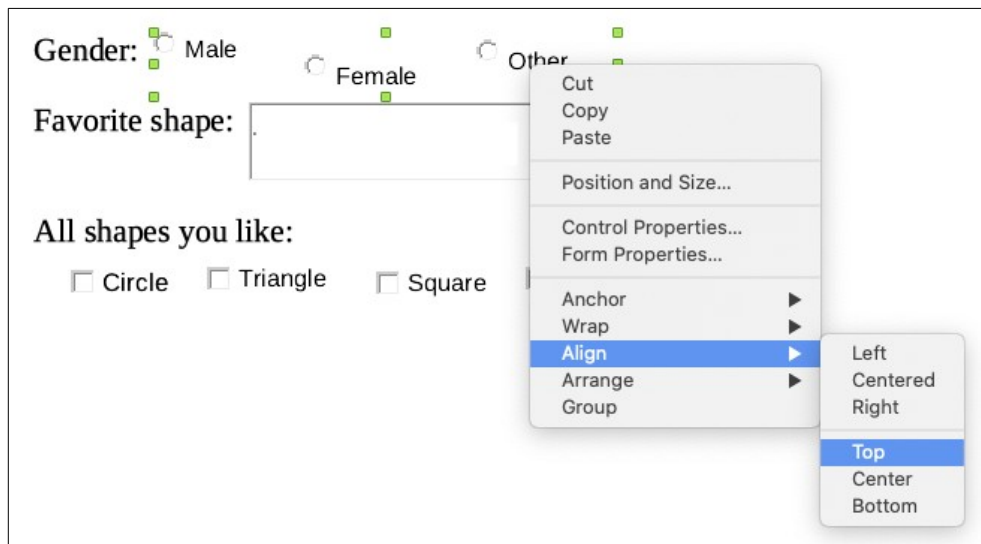 Gender: Male Female Other
Favorite shape:
All shapes you like:
Circle Triangle Square
Cut
Copy
Paste
Position and Size...
Control Properties...
Form Properties...
Anchor
Wrap
Align
Arrange
Group
Left
Centered
Right
Top
Center
Bottom